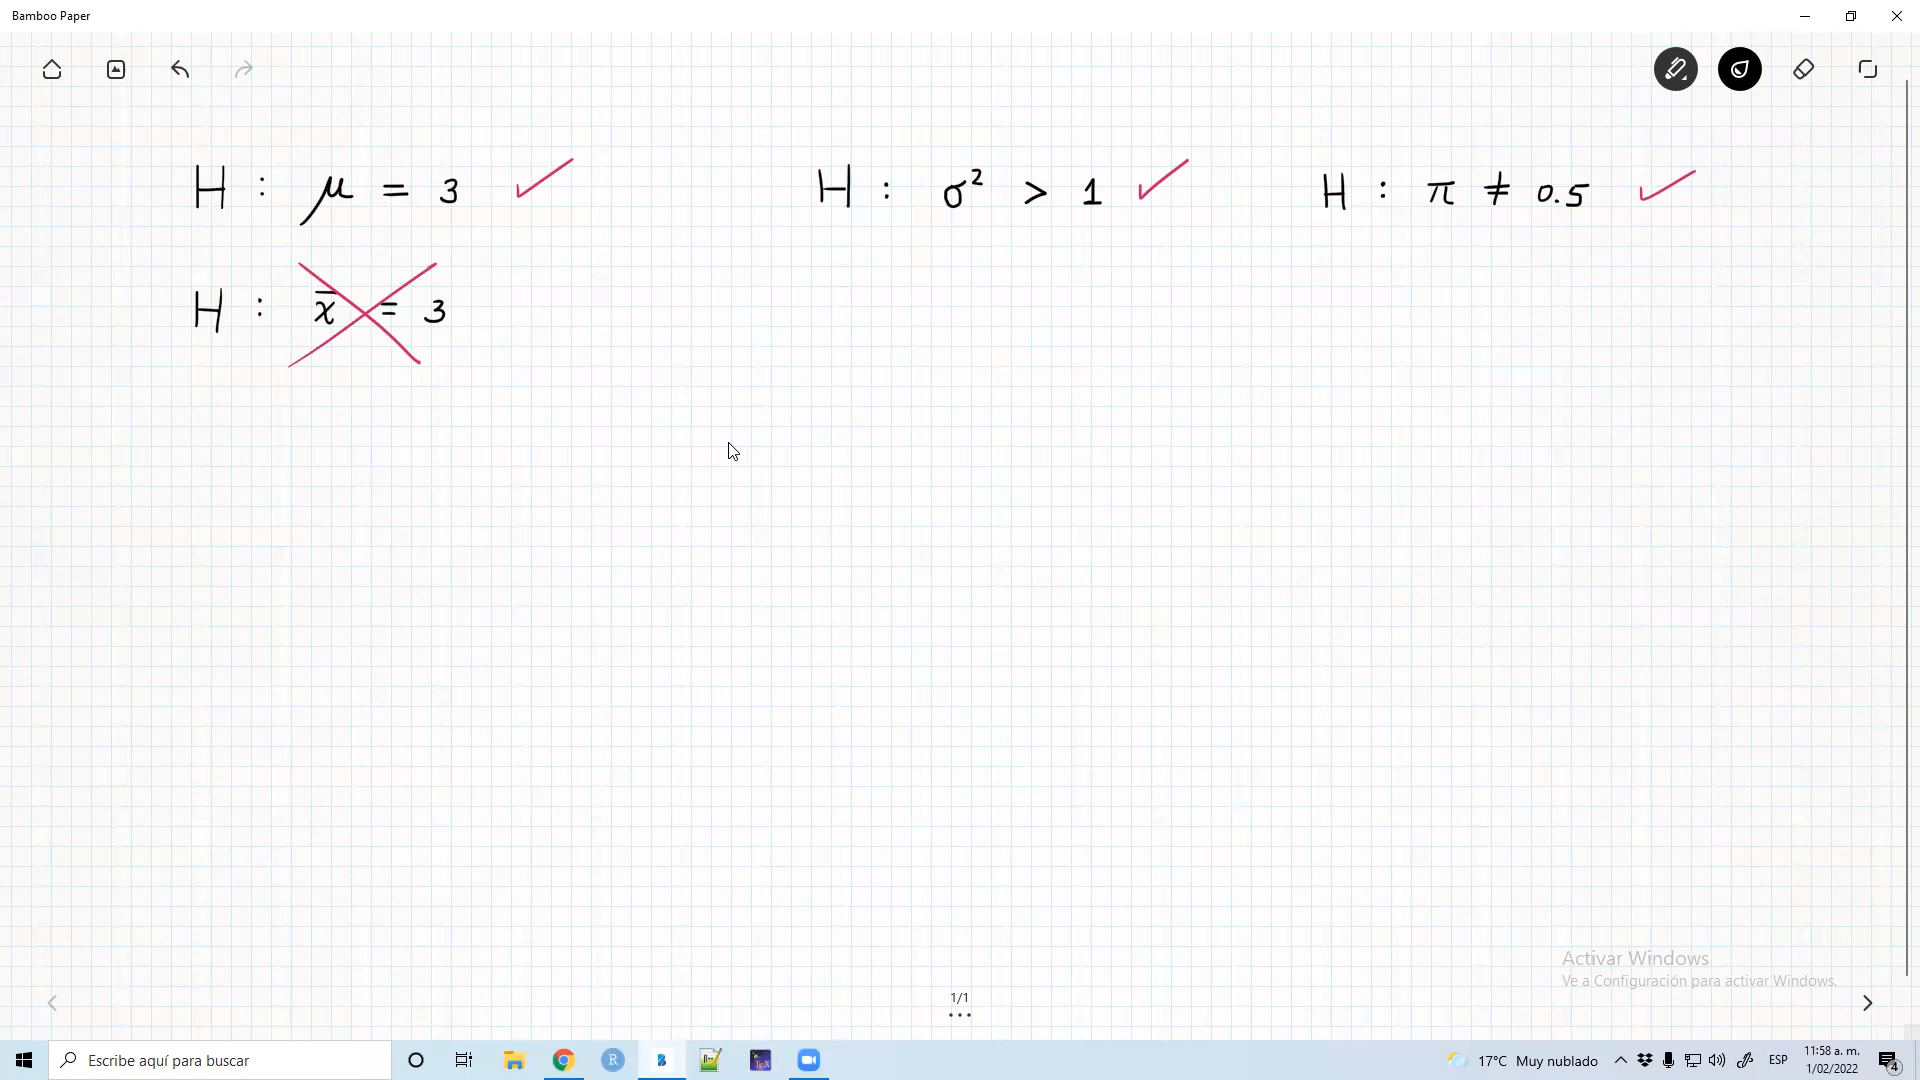 Bamboo Paper
H : μ = 3 ✓ H : σ² > 1 ✓ H : π ≠ 0.5 ✓
H : x̄ = 3
Activar Windows
Ve a Configuración para activar Windows.
1/1
Escribe aquí para buscar
17°C Muy nublado
ESP
11:58 a. m.
1/02/2022
4